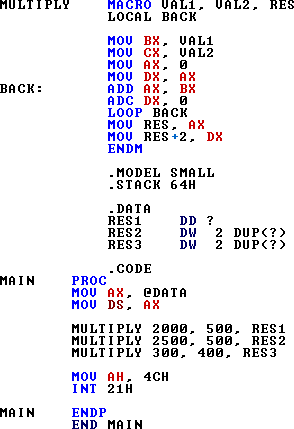 MULTIPLY MACRO VAL1, VAL2, RES
LOCAL BACK
MOV BX, VAL1
MOV CX, VAL2
MOV AX, 0
MOV DX, AX
BACK: ADD AX, BX
ADC DX, 0
LOOP BACK
MOV RES, AX
MOV RES+2, DX
ENDM
.MODEL SMALL
.STACK 64H
.DATA
RES1 DD ?
RES2 DW 2 DUP(?)
RES3 DW 2 DUP(?)
.CODE
MAIN PROC
MOV AX, @DATA
MOV DS, AX
MULTIPLY 2000, 500, RES1
MULTIPLY 2500, 500, RES2
MULTIPLY 300, 400, RES3
MOV AH, 4CH
INT 21H
MAIN ENDP
END MAIN